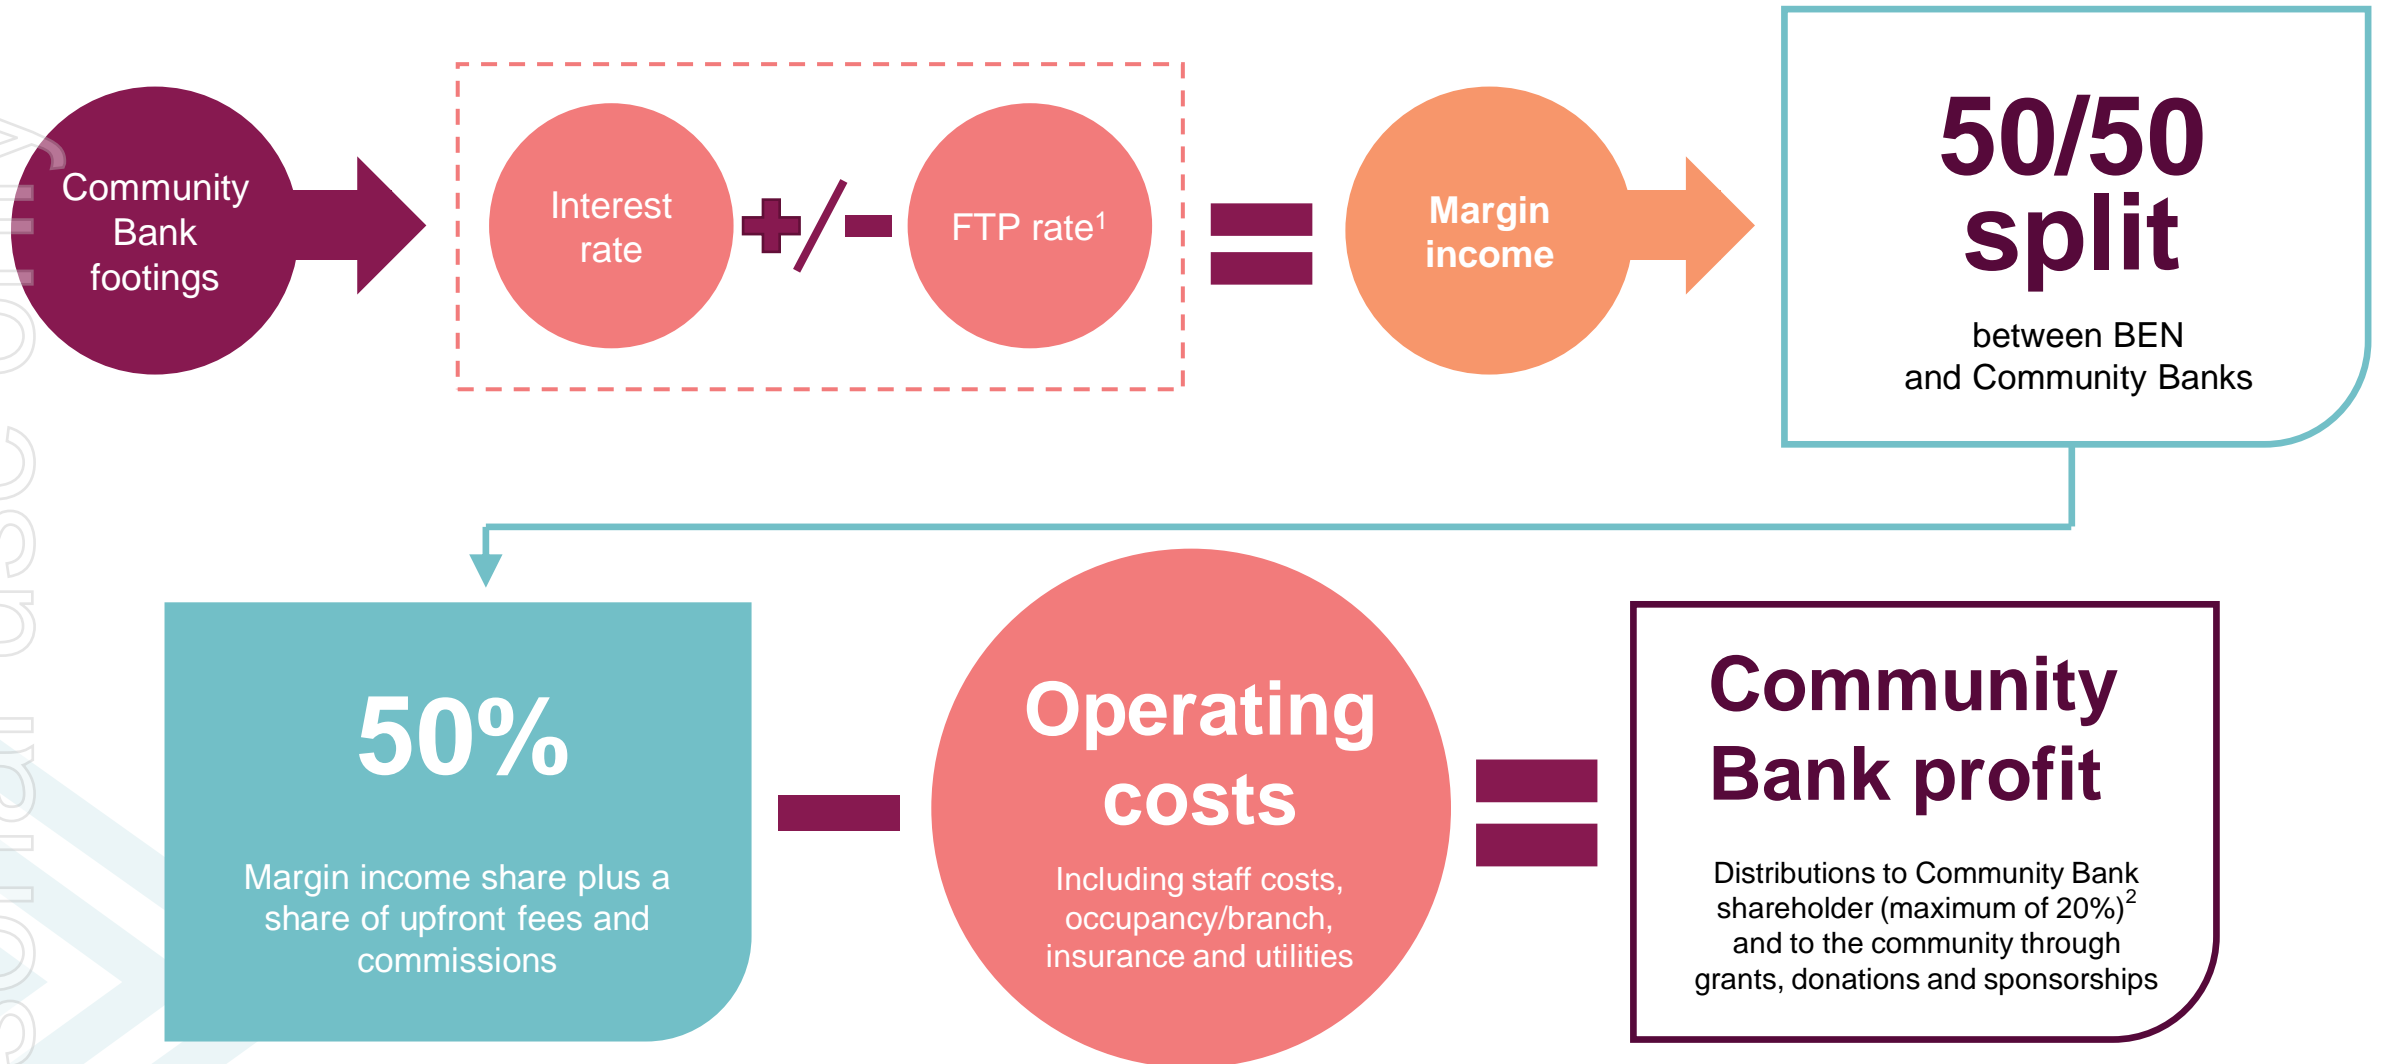 Community
Bank
footings
Interest
rate
+/-
FTP rate¹
=
Margin
income
50/50
split
between BEN
and Community Banks
50%
Margin income share plus a
share of upfront fees and
commissions
Operating
costs
Including staff costs,
occupancy/branch,
insurance and utilities
Community
Bank profit
Distributions to Community Bank
shareholder (maximum of 20%)²
and to the community through
grants, donations and sponsorships
sonal use only